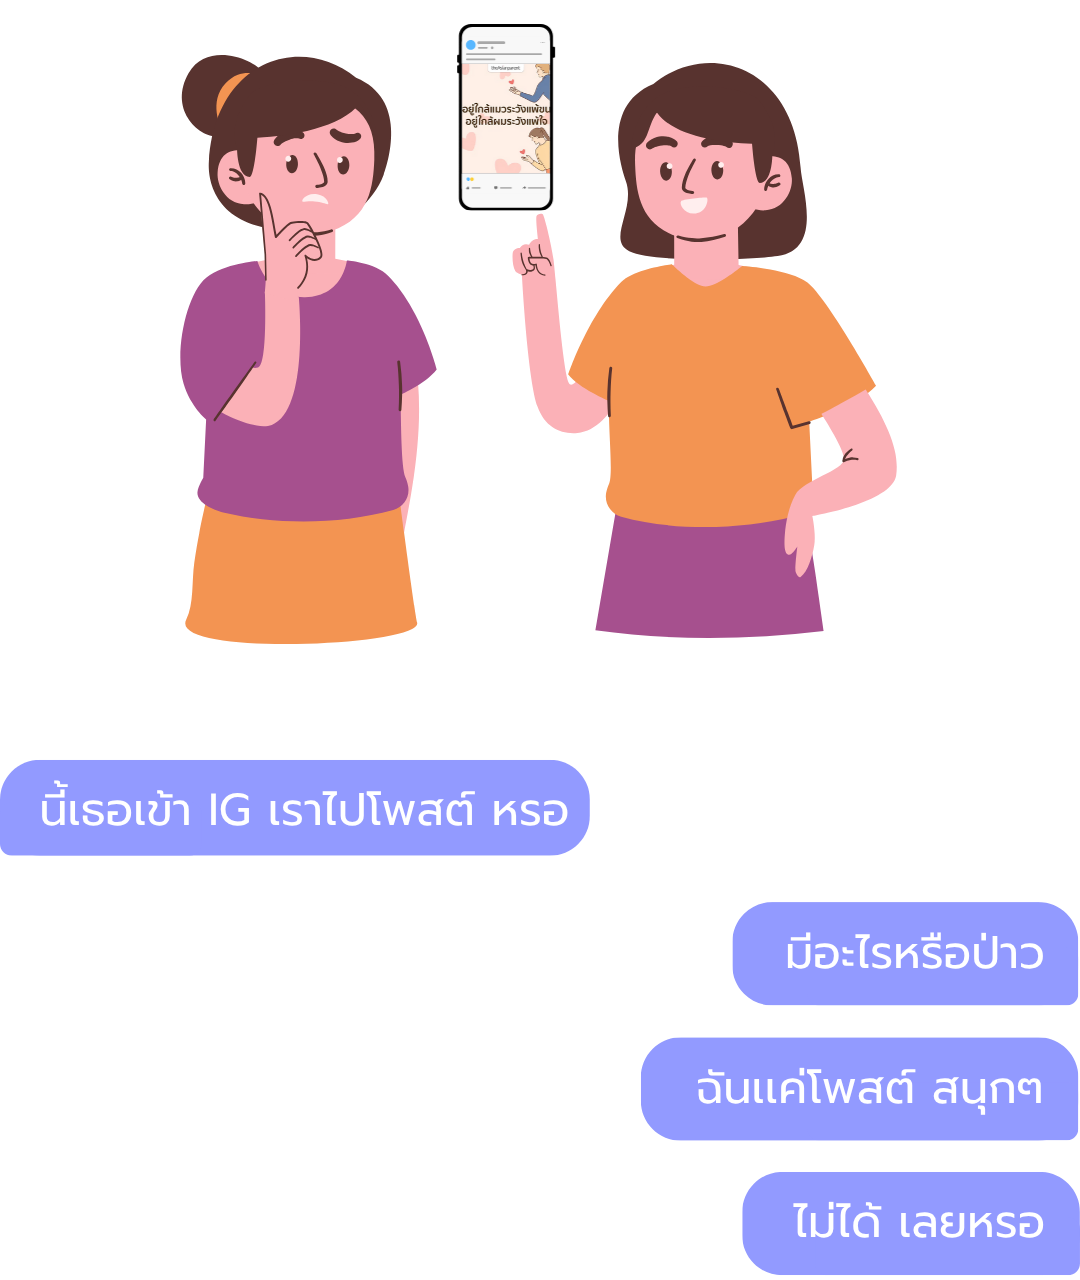 theAsianparent
อยู่ใกล้แมวระวังแพ้ขน
อยู่ใกล้ผมระวังแพ้ใจ
นี้เธอเข้า IG เราไปโพสต์ หรอ
มีอะไรหรือป่าว
ฉันแค่โพสต์ สนุกๆ
ไม่ได้ เลยหรอ